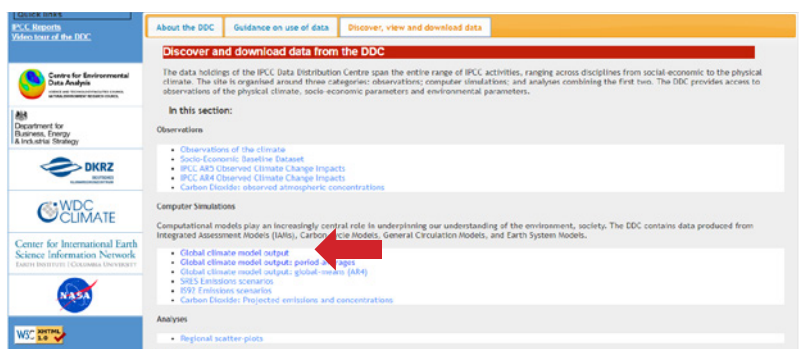 Quick links
IPCC Reports
Video tour of the DDC
Centre for Environmental
Data Analysis
Department for
Business, Energy
& Industrial Strategy
DKRZ
WDC
CLIMATE
Center for International Earth
Science Information Network
EARTH INSTITUTE | COLUMBIA UNIVERSITY
NASA
W3C XHTML 1.0
About the DDC Guidance on use of data Discover, view and download data
Discover and download data from the DDC
The data holdings of the IPCC Data Distribution Centre span the entire range of IPCC activities, ranging across disciplines from social-economic to the physical
climate. The site is organised around three categories: observations; computer simulations; and analyses combining the first two. The DDC provides access to
observations of the physical climate, socio-economic parameters and environmental parameters.
In this section:
Observations
Observations of the climate
Socio-Economic Baseline Dataset
IPCC AR5 Observed Climate Change Impacts
IPCC AR4 Observed Climate Change Impacts
Carbon Dioxide: observed atmospheric concentrations
Computer Simulations
Computational models play an increasingly central role in underpinning our understanding of the environment, society. The DDC contains data produced from
Integrated Assessment Models (IAMs), Carbon Cycle Models, General Circulation Models, and Earth System Models.
Global climate model output
Global climate model output: period-averages
Global climate model output: global-means (AR4)
SRES Emissions scenarios
IS92 Emissions scenarios
Carbon Dioxide: Projected emissions and concentrations
Analyses
Regional scatter-plots